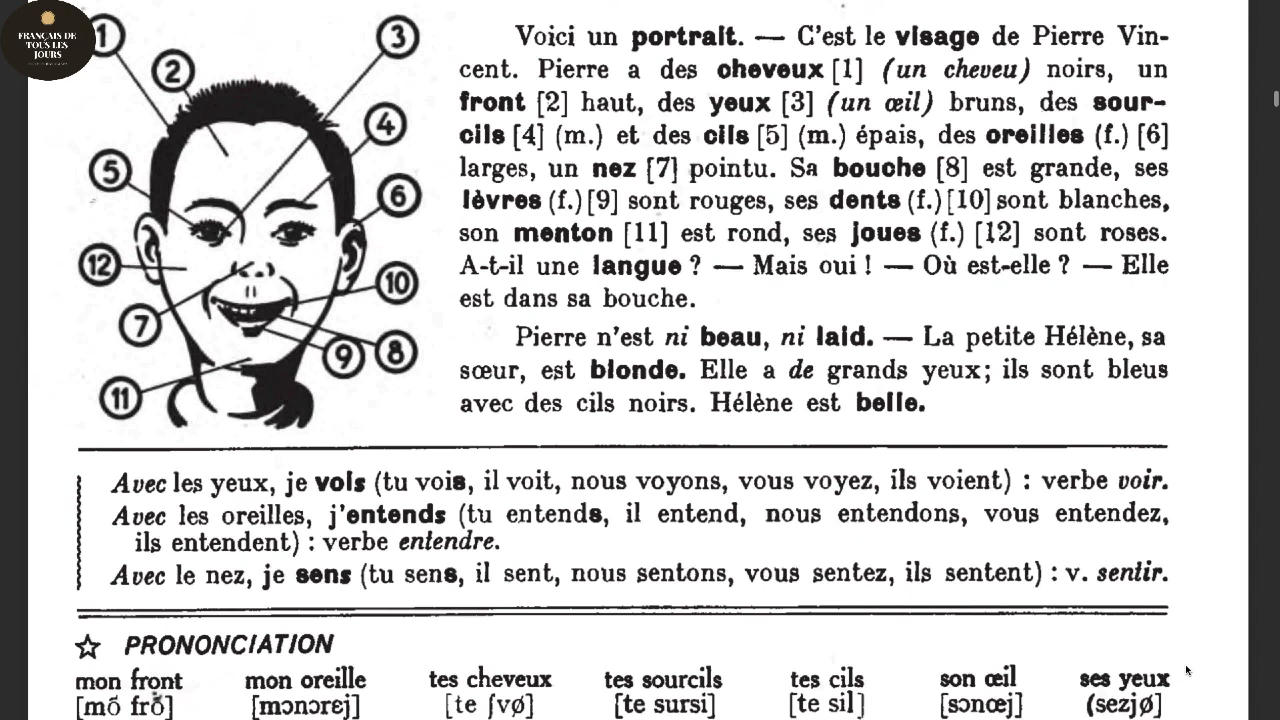 FRANÇAIS DE
TOUS LES
JOURS
1
2
3
4
5
6
12
10
7
9
8
11
Voici un portrait. — C'est le visage de Pierre Vin-
cent. Pierre a des cheveux [1] (un cheveu) noirs, un
front [2] haut, des yeux [3] (un œil) bruns, des sour-
cils [4] (m.) et des cils [5] (m.) épais, des oreilles (f.) [6]
larges, un nez [7] pointu. Sa bouche [8] est grande, ses
lèvres (f.) [9] sont rouges, ses dents (f.) [10] sont blanches,
son menton [11] est rond, ses joues (f.) [12] sont roses.
A-t-il une langue ? — Mais oui ! — Où est-elle ? — Elle
est dans sa bouche.
Pierre n'est ni beau, ni laid. — La petite Hélène, sa
sœur, est blonde. Elle a de grands yeux ; ils sont bleus
avec des cils noirs. Hélène est belle.
Avec les yeux, je vois (tu vois, il voit, nous voyons, vous voyez, ils voient) : verbe voir.
Avec les oreilles, j'entends (tu entends, il entend, nous entendons, vous entendez,
ils entendent) : verbe entendre.
Avec le nez, je sens (tu sens, il sent, nous sentons, vous sentez, ils sentent) : v. sentir.
☆ PRONONCIATION
mon front mon oreille tes cheveux tes sourcils tes cils son œil ses yeux
[mõ frõ] [mɔnɔrɛj] [te ʃvø] [te sursi] [te sil] [sɔnœj] (sezjø]